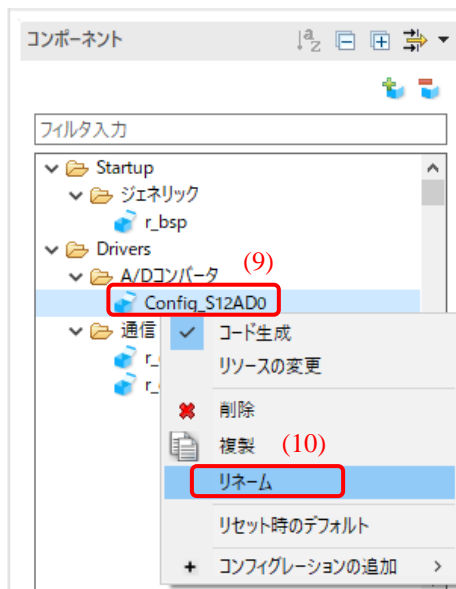 コンポーネント
フィルタ入力
Startup
ジェネリック
r_bsp
Drivers
A/Dコンバータ
(9)
Config_S12AD0
通信
r_
r_
コード生成
リソースの変更
削除
複製
(10)
リネーム
リセット時のデフォルト
コンフィグレーションの追加